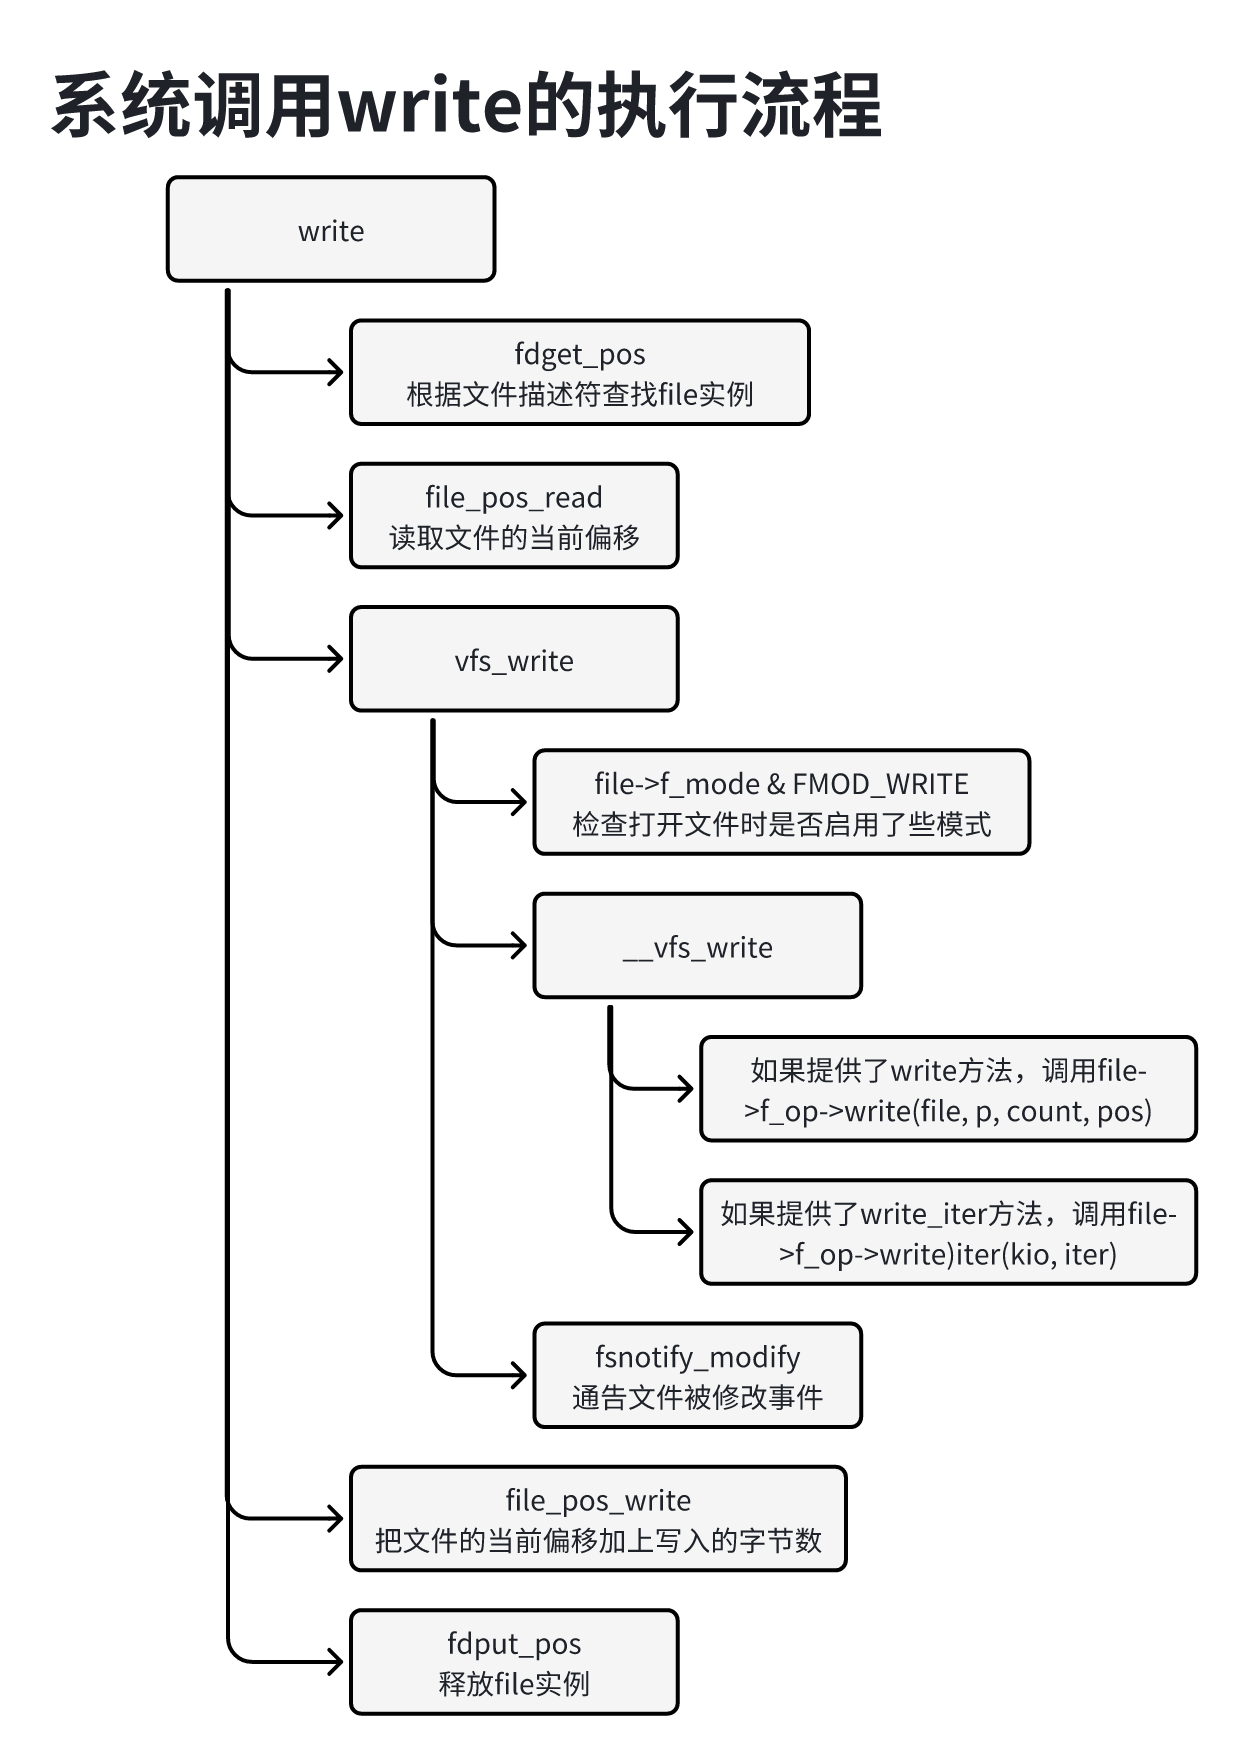 系统调用write的执行流程
write
fdget_pos
根据文件描述符查找file实例
file_pos_read
读取文件的当前偏移
vfs_write
file->f_mode & FMOD_WRITE
检查打开文件时是否启用了些模式
__vfs_write
如果提供了write方法，调用file-
>f_op->write(file, p, count, pos)
如果提供了write_iter方法，调用file-
>f_op->write)iter(kio, iter)
fsnotify_modify
通告文件被修改事件
file_pos_write
把文件的当前偏移加上写入的字节数
fdput_pos
释放file实例